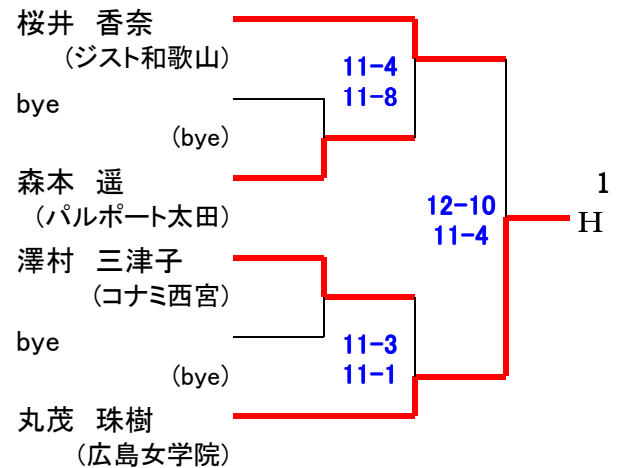 桜井 香奈
(ジスト和歌山)
11-4
11-8
bye
(bye)
森本 遥
(パルポート太田)
12-10
11-4
1
H
澤村 三津子
(コナミ西宮)
bye
(bye)
11-3
11-1
丸茂 珠樹
(広島女学院)